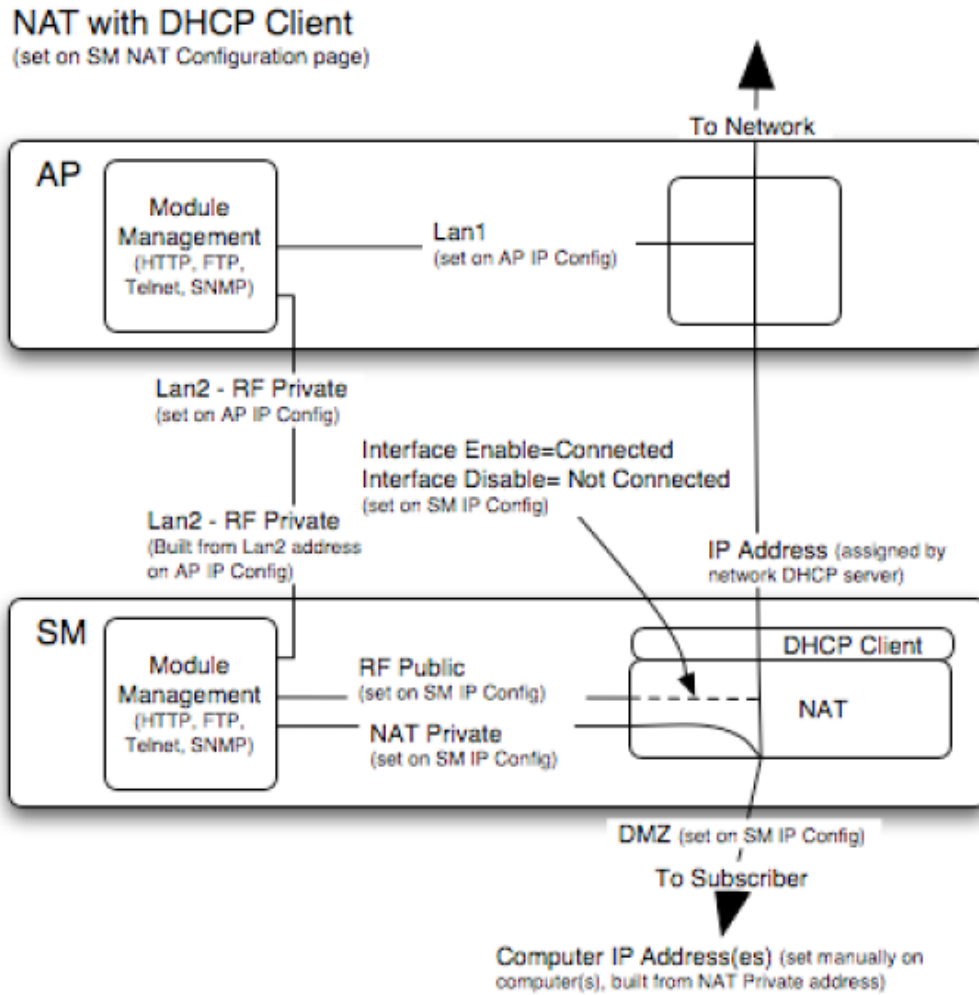 NAT with DHCP Client
(set on SM NAT Configuration page)
To Network
AP
Module
Management
(HTTP, FTP,
Telnet, SNMP)
Lan1
(set on AP IP Config)
Lan2 - RF Private
(set on AP IP Config)
Interface Enable=Connected
Interface Disable= Not Connected
(set on SM IP Config)
Lan2 - RF Private
(Built from Lan2 address
on AP IP Config)
IP Address (assigned by
network DHCP server)
SM
Module
Management
(HTTP, FTP,
Telnet, SNMP)
RF Public
(set on SM IP Config)
NAT Private
(set on SM IP Config)
DHCP Client
NAT
DMZ (set on SM IP Config)
To Subscriber
Computer IP Address(es) (set manually on
computer(s), built from NAT Private address)